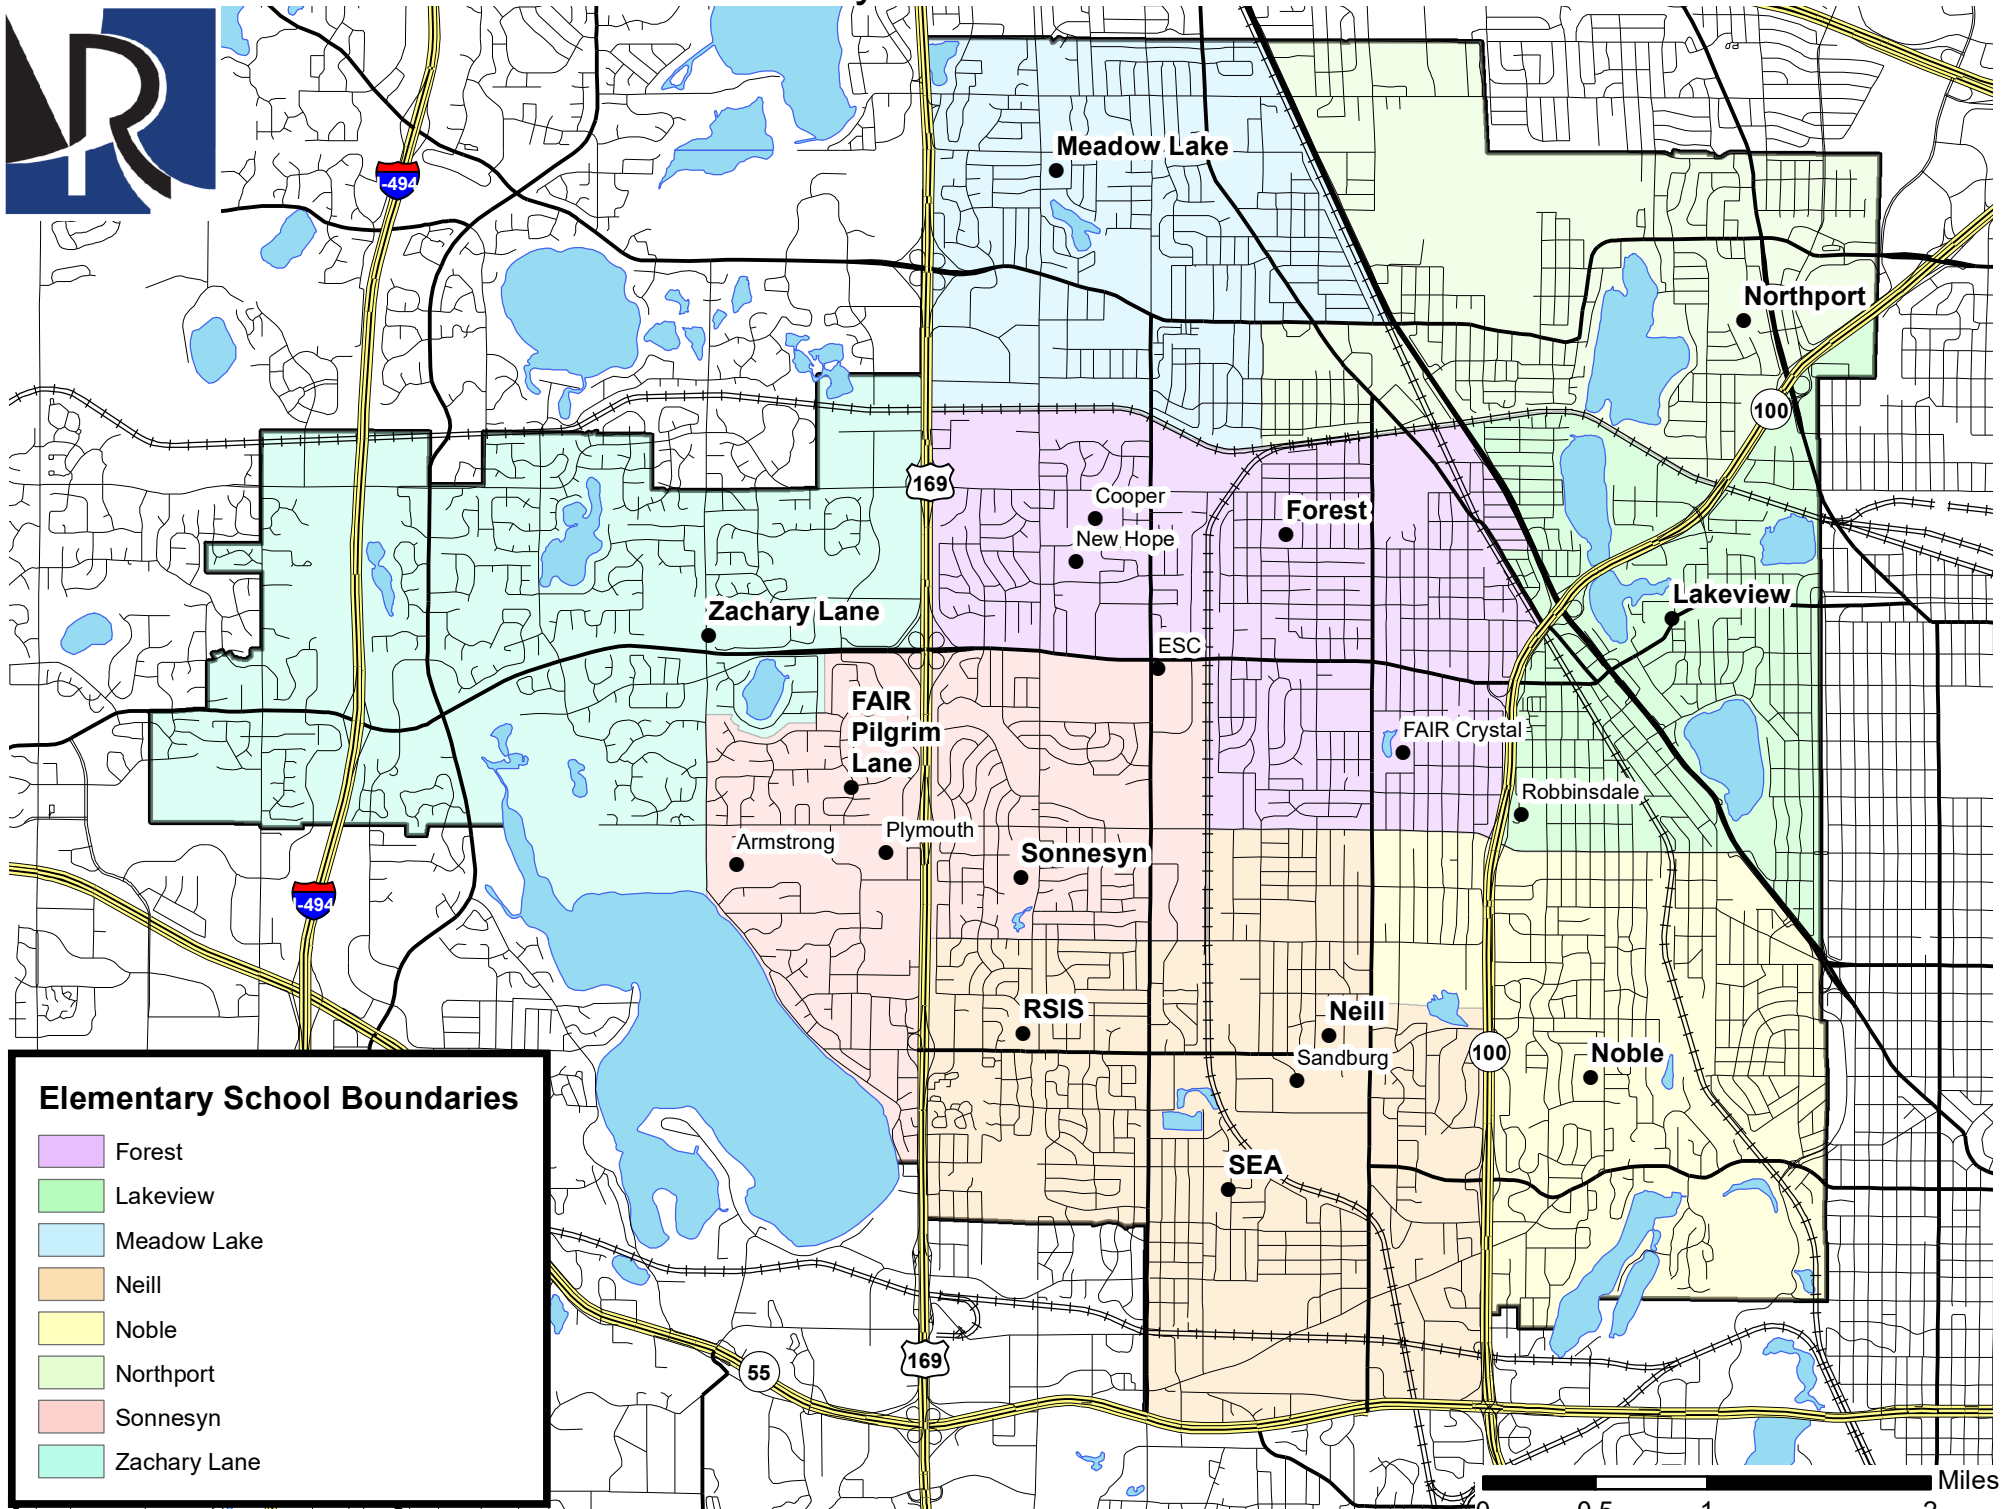 R
I-494
Meadow Lake
Northport
100
169
Cooper
Forest
New Hope
Lakeview
Zachary Lane
ESC
FAIR
Pilgrim
Lane
FAIR Crystal
Robbinsdale
Plymouth
Armstrong
Sonnesyn
I-494
RSIS
Neill
100
Noble
Sandburg
SEA
169
55
Elementary School Boundaries
Forest
Lakeview
Meadow Lake
Neill
Noble
Northport
Sonnesyn
Zachary Lane
Miles
0 0.5 1 2